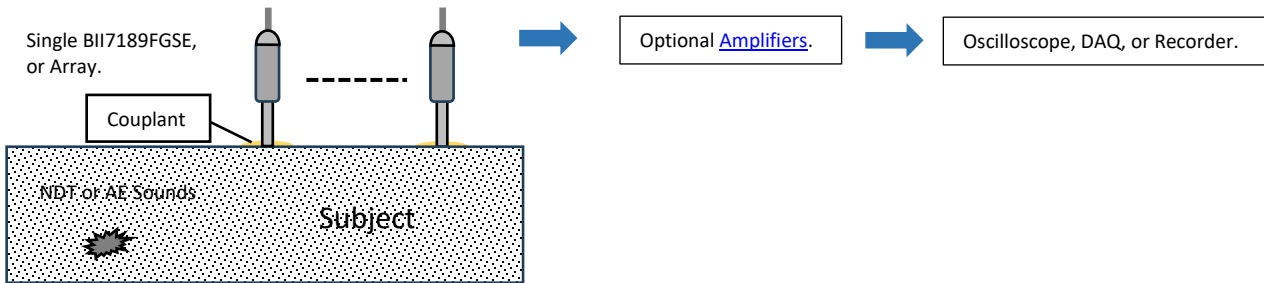 Single BII7189FGSE,
or Array.
Optional Amplifiers.
Oscilloscope, DAQ, or Recorder.
Couplant
NDT or AE Sounds
Subject